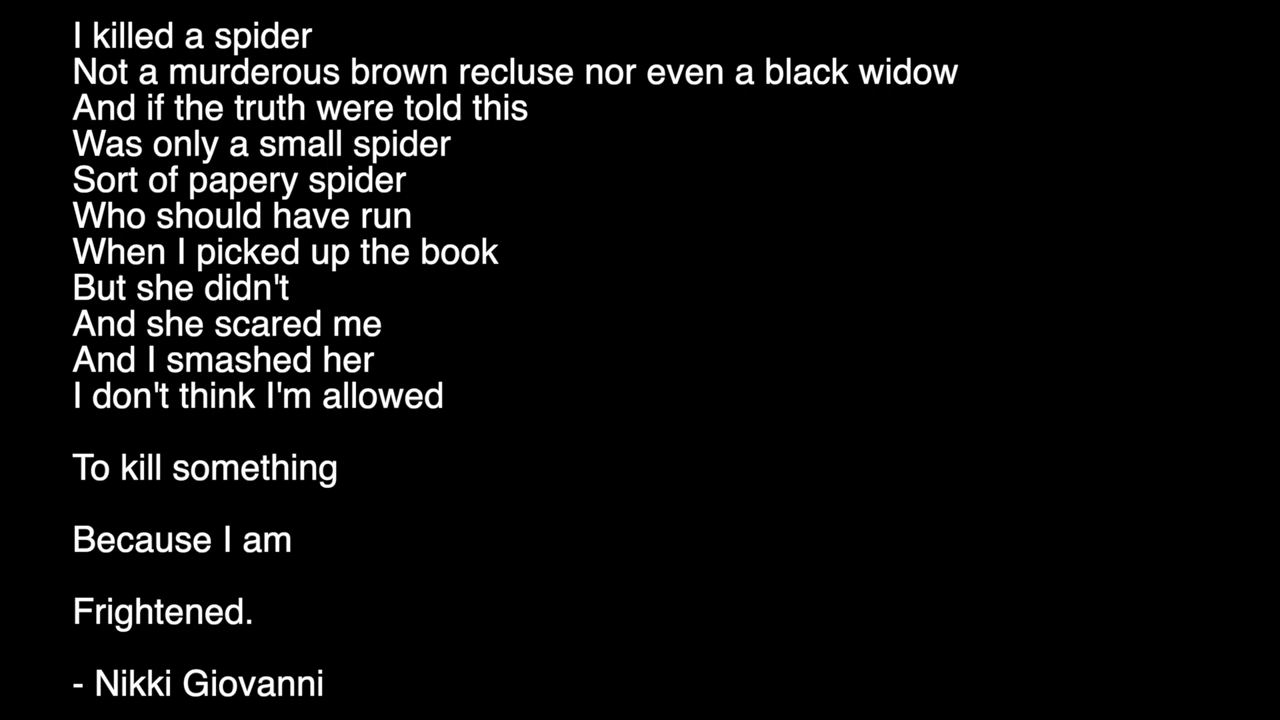 I killed a spider
Not a murderous brown recluse nor even a black widow
And if the truth were told this
Was only a small spider
Sort of papery spider
Who should have run
When I picked up the book
But she didn't
And she scared me
And I smashed her
I don't think I'm allowed
To kill something
Because I am
Frightened.
- Nikki Giovanni